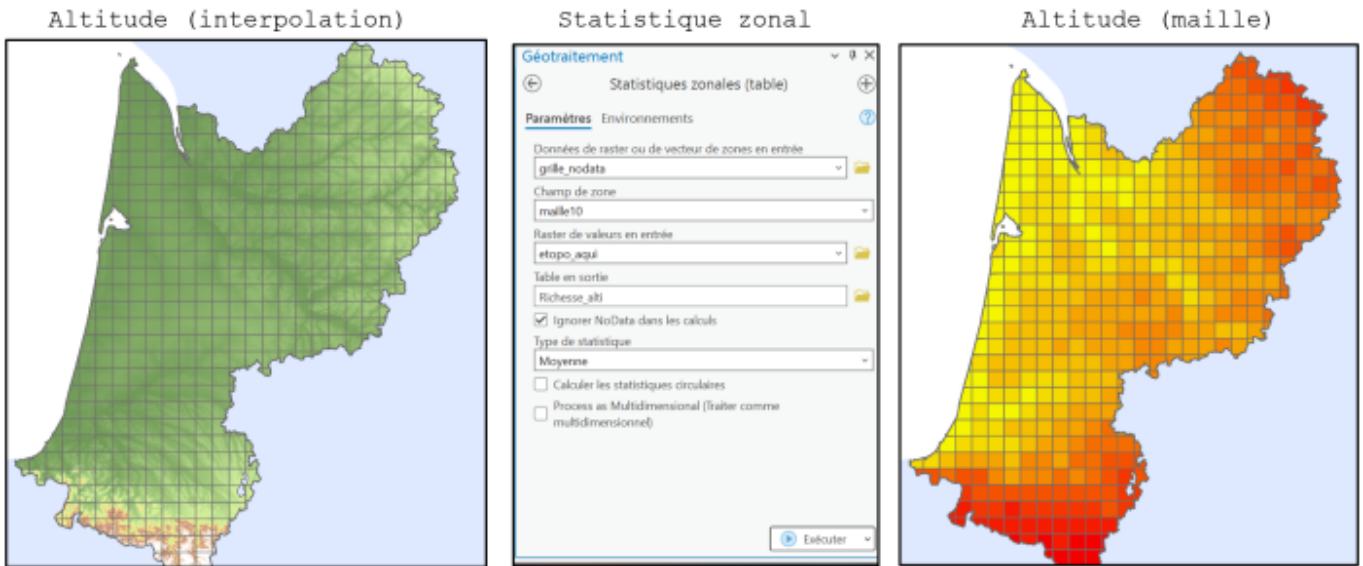 Altitude (interpolation)
Statistique zonal
Altitude (maille)
Géotraitement
Statistiques zonales (table)
Paramètres Environnements
Données de raster ou de vecteur de zones en entrée
grille_nodata
Champ de zone
maille10
Raster de valeurs en entrée
etopo_aqui
Table en sortie
Richesse_alti
Ignorer NoData dans les calculs
Type de statistique
Moyenne
Calculer les statistiques circulaires
Process as Multidimensional (Traiter comme
multidimensionnel)
Exécuter